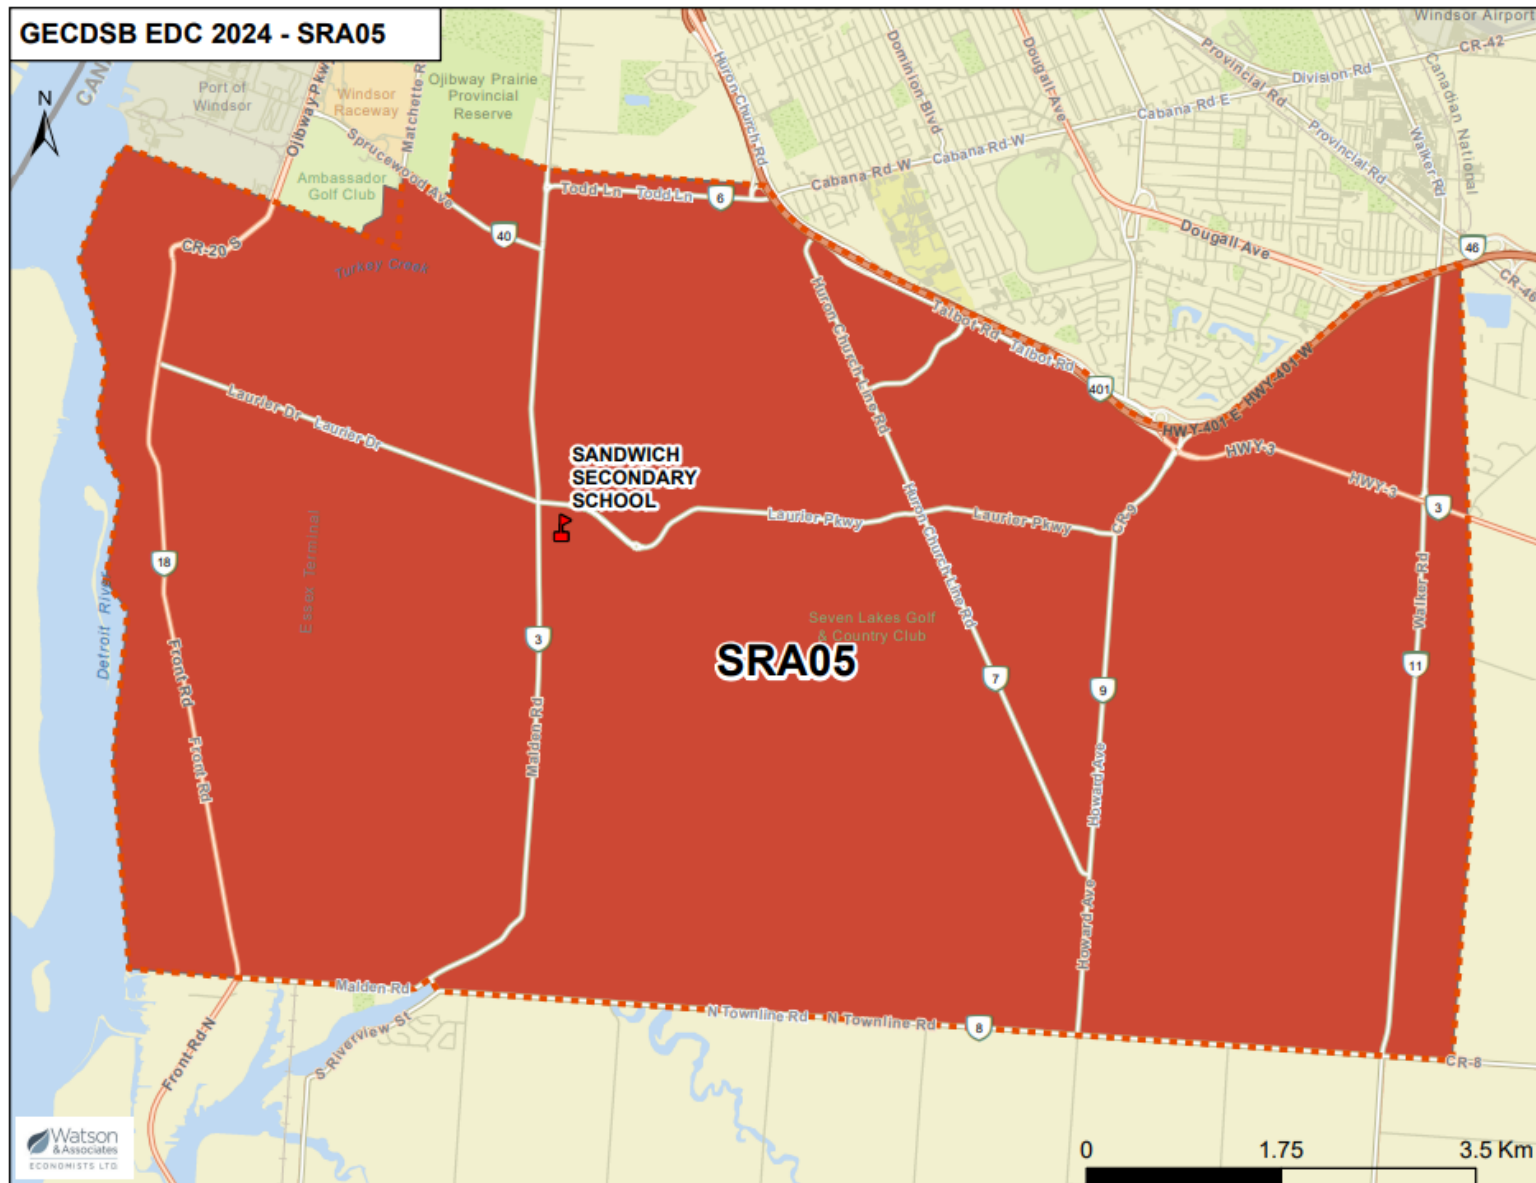 GECDSB EDC 2024 - SRA05
Windsor Airport
CR-42
Division Rd
Provincial Rd
Canadian National
Dougall Ave
Dominion Blvd
Huron Church Rd
Cabana Rd E
Provincial Rd
Walker Rd
Cabana Rd W
Cabana Rd W
Port of
Windsor
Ojibway Pkwy
Windsor
Raceway
Matchette R
Ojibway Prairie
Provincial
Reserve
CAN
N
Sprucewood Ave
Ambassador
Golf Club
Todd Ln
Todd Ln
6
40
CR-20 S
Turkey Creek
Dougall Ave
46
CR-46
Huron Church Line Rd
Talbot Rd
Talbot Rd
401
HWY-401 W
HWY-401 E
HWY-3
HWY-3
3
Laurier Dr
Laurier Dr
SANDWICH
SECONDARY
SCHOOL
Laurier Pkwy
Laurier Pkwy
CR-9
Huron Church Line Rd
Essex Terminal
18
Detroit River
Walker Rd
Seven Lakes Golf
& Country Club
3
SRA05
7
9
11
Front Rd
Front Rd
Malden Rd
Howard Ave
Howard Ave
Malden Rd
N Townline Rd
N Townline Rd
8
CR-8
Front Rd N
S Riverview St
Watson
& Associates
ECONOMISTS LTD.
0
1.75
3.5 Km